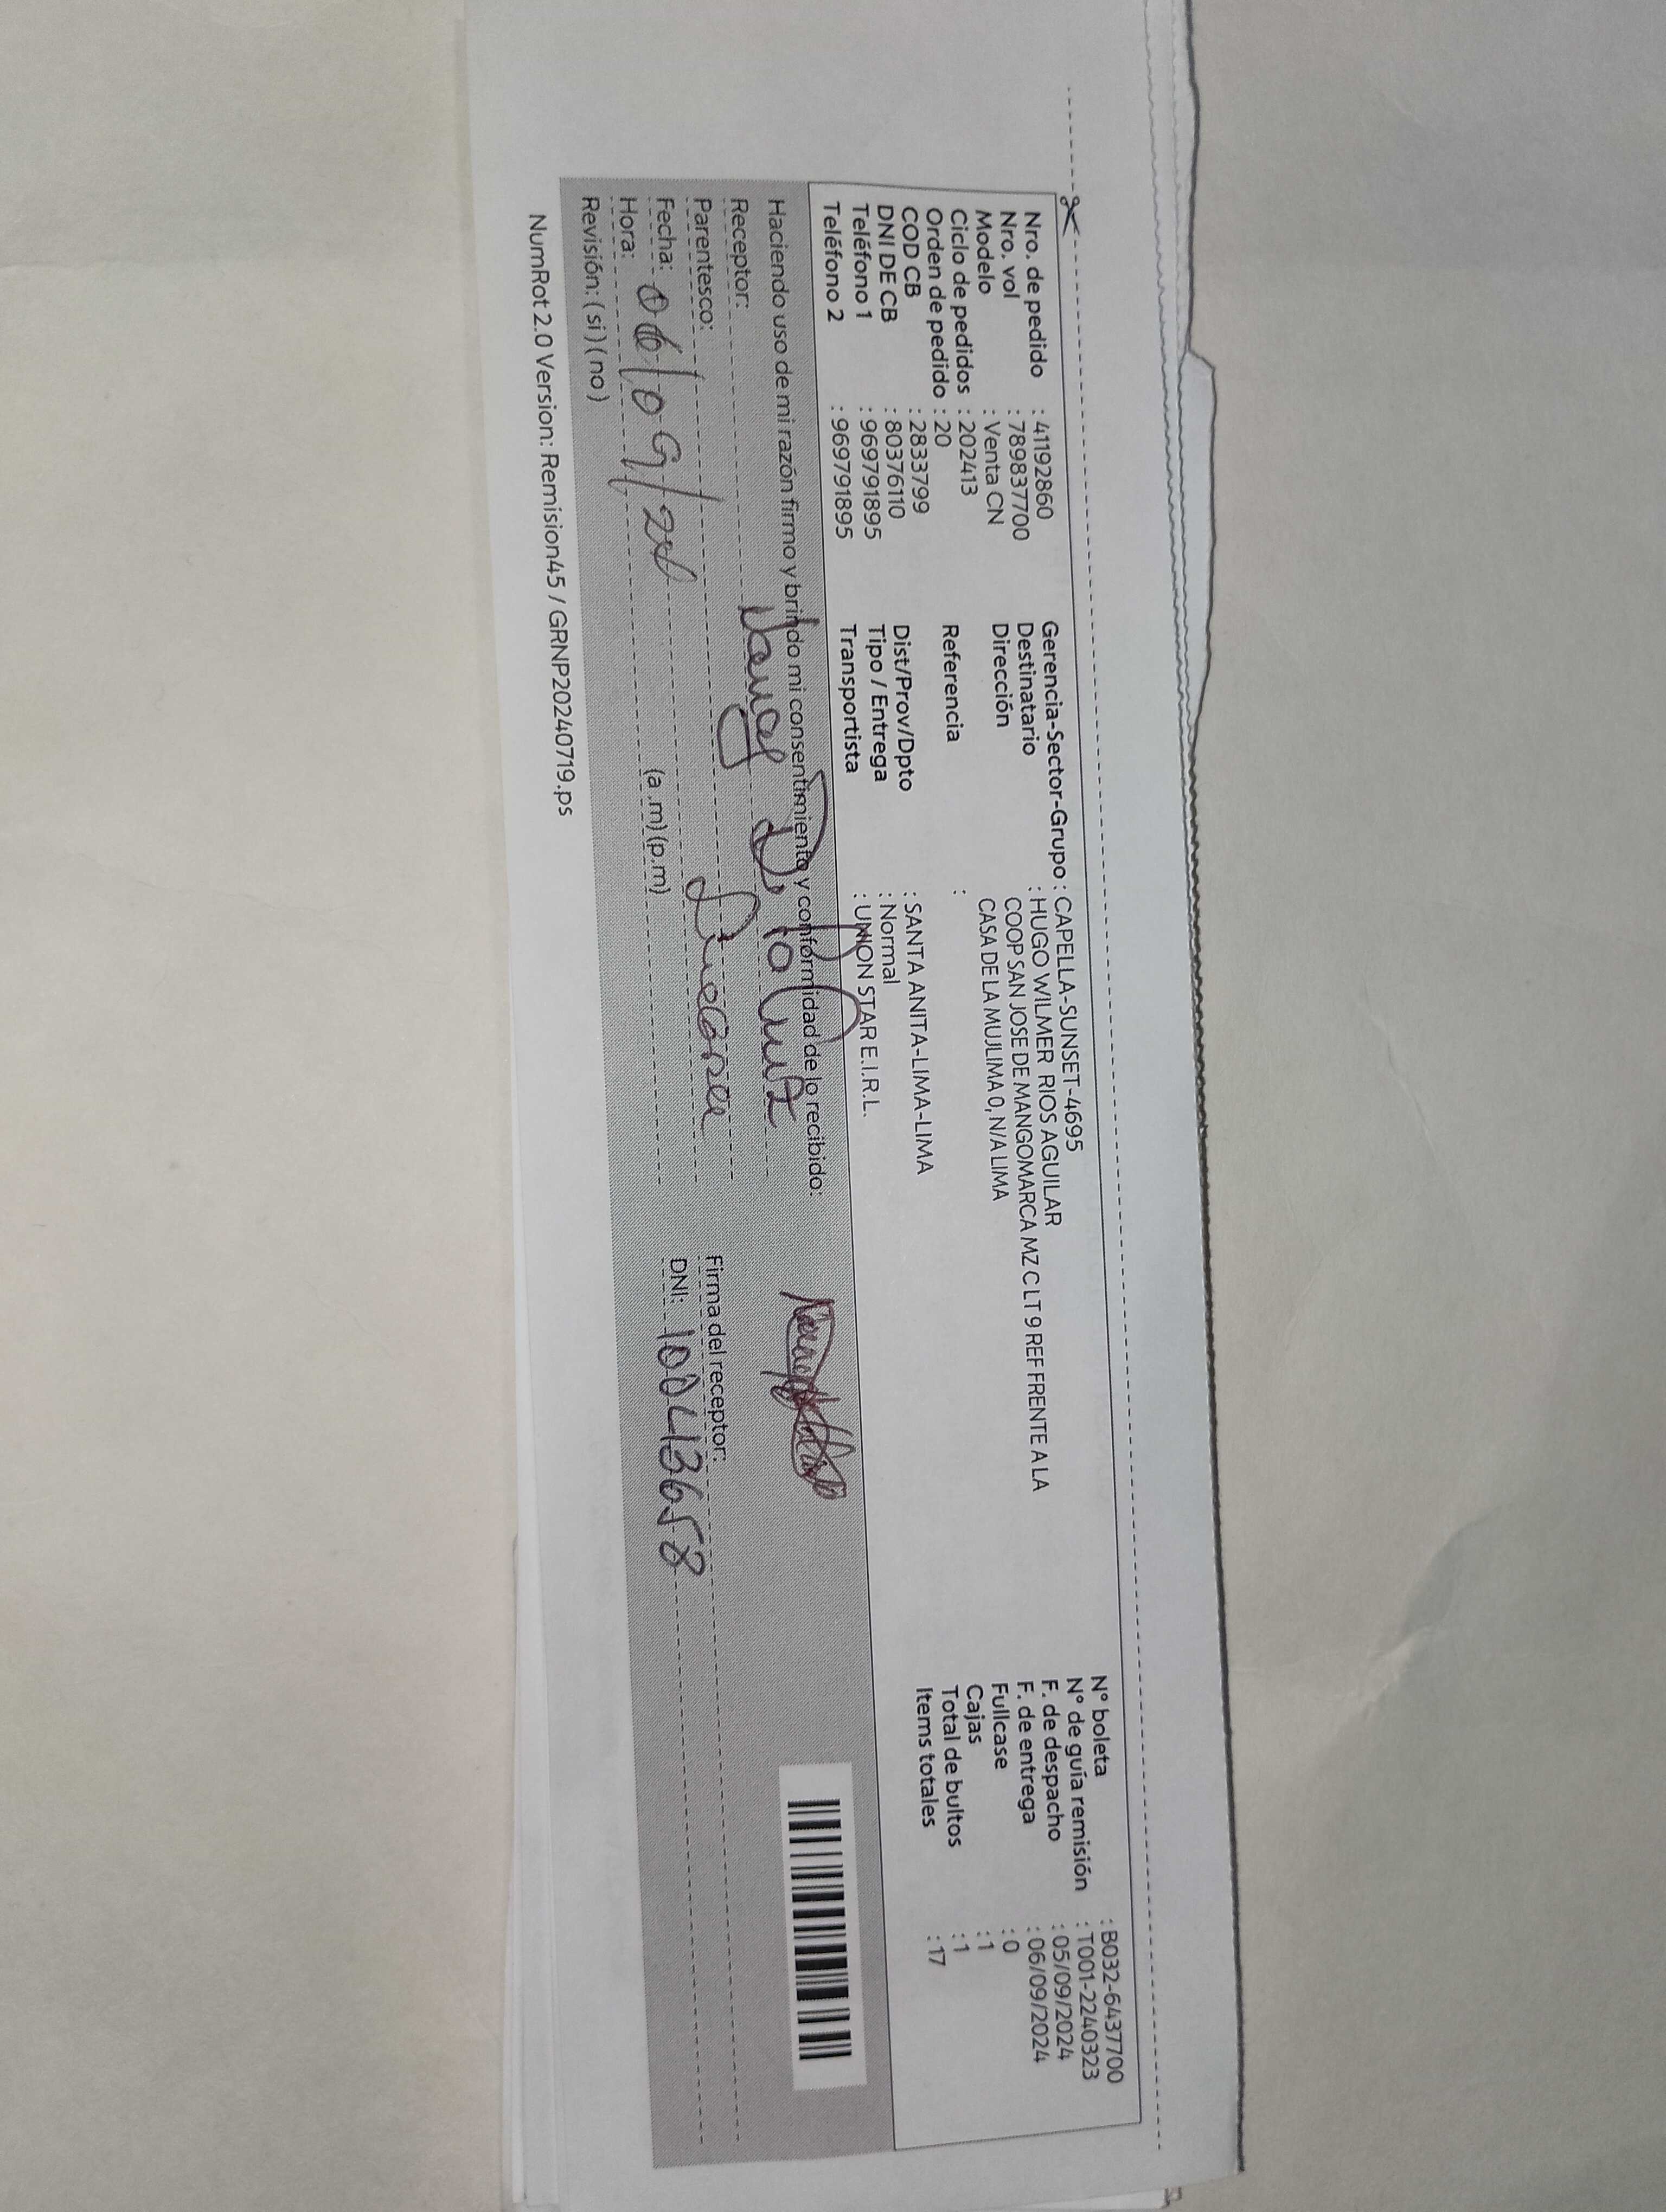 Nro. de pedido : 41192860
Nro. vol : 789837700
Modelo : Venta CN
Ciclo de pedidos : 202413
Orden de pedido : 20
COD CB : 2833799
DNI DE CB : 80376110
Teléfono 1 : 969791895
Teléfono 2 : 969791895
Gerencia-Sector-Grupo : CAPELLA-SUNSET-4695
Destinatario : HUGO WILMER RIOS AGUILAR
Dirección COOP SAN JOSE DE MANGOMARCA MZ C LT 9 REF FRENTE A LA
CASA DE LA MUJLIMA 0, N/A LIMA
Referencia :
Dist/Prov/Dpto : SANTA ANITA-LIMA-LIMA
Tipo / Entrega : Normal
Transportista : UNION STAR E.I.R.L.
N° boleta : B032-6437700
N° de guía remisión : T001-2240323
F. de despacho : 05/09/2024
F. de entrega : 06/09/2024
Fullcase : 0
Cajas : 1
Total de bultos : 1
Items totales : 17
Haciendo uso de mi razón firmo y brindo mi consentimiento y conformidad de lo recibido:
Receptor: Nancy D. la Cruz
Parentesco:
Fecha: 06/09/24
Hora: (a .m) (p.m)
Revisión: ( si ) ( no )
Firma del receptor:
DNI: 10043658
NumRot 2.0 Version: Remision45 / GRNP20240719.ps